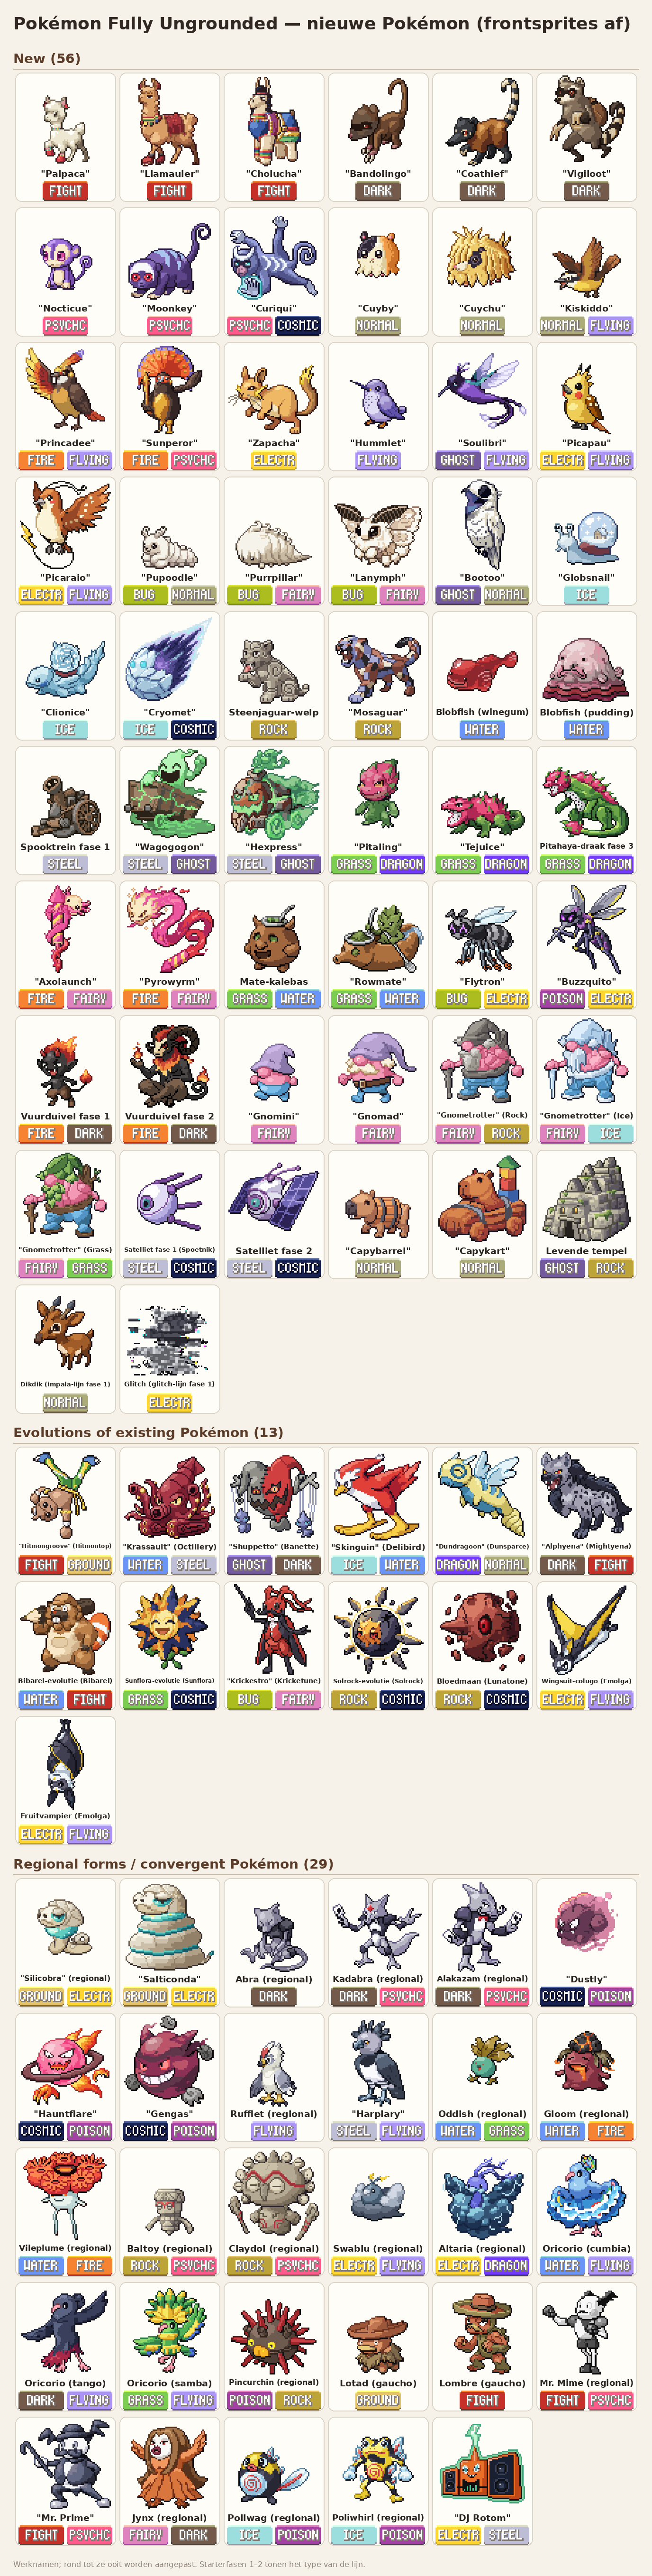 Pokémon Fully Ungrounded — nieuwe Pokémon (frontsprites af)
New (56)
"Palpaca" "Llamauler" "Cholucha" "Bandolingo" "Coathief" "Vigiloot"
FIGHT FIGHT FIGHT DARK DARK DARK
"Nocticue" "Moonkey" "Curiqui" "Cuyby" "Cuychu" "Kiskiddo"
PSYCHC PSYCHC PSYCHC COSMIC NORMAL NORMAL NORMAL FLYING
"Princadee" "Sunperor" "Zapacha" "Hummlet" "Soulibri" "Picapau"
FIRE FLYING FIRE PSYCHC ELECTR FLYING GHOST FLYING ELECTR FLYING
"Picaraio" "Pupoodle" "Purrpillar" "Lanymph" "Bootoo" "Globsnail"
ELECTR FLYING BUG NORMAL BUG FAIRY BUG FAIRY GHOST NORMAL ICE
"Clionice" "Cryomet" Steenjaguar-welp "Mosaguar" Blobfish (winegum) Blobfish (pudding)
ICE ICE COSMIC ROCK ROCK WATER WATER
Spooktrein fase 1 "Wagogogon" "Hexpress" "Pitaling" "Tejuice" Pitahaya-draak fase 3
STEEL STEEL GHOST STEEL GHOST GRASS DRAGON GRASS DRAGON GRASS DRAGON
"Axolaunch" "Pyrowyrm" Mate-kalebas "Rowmate" "Flytron" "Buzzquito"
FIRE FAIRY FIRE FAIRY GRASS WATER GRASS WATER BUG ELECTR POISON ELECTR
Vuurduivel fase 1 Vuurduivel fase 2 "Gnomini" "Gnomad" "Gnometrotter" (Rock) "Gnometrotter" (Ice)
FIRE DARK FIRE DARK FAIRY FAIRY FAIRY ROCK FAIRY ICE
"Gnometrotter" (Grass) Satelliet fase 1 (Spoetnik) Satelliet fase 2 "Capybarrel" "Capykart" Levende tempel
FAIRY GRASS STEEL COSMIC STEEL COSMIC NORMAL NORMAL GHOST ROCK
Dikdik (impala-lijn fase 1) Glitch (glitch-lijn fase 1)
NORMAL ELECTR
Evolutions of existing Pokémon (13)
"Hitmongroove" (Hitmontop) "Krassault" (Octillery) "Shuppetto" (Banette) "Skinguin" (Delibird) "Dundragoon" (Dunsparce) "Alphyena" (Mightyena)
FIGHT GROUND WATER STEEL GHOST DARK ICE WATER DRAGON NORMAL DARK FIGHT
Bibarel-evolutie (Bibarel) Sunflora-evolutie (Sunflora) "Krickestro" (Kricketune) Solrock-evolutie (Solrock) Bloedmaan (Lunatone) Wingsuit-colugo (Emolga)
WATER FIGHT GRASS COSMIC BUG FAIRY ROCK COSMIC ROCK COSMIC ELECTR FLYING
Fruitvampier (Emolga)
ELECTR FLYING
Regional forms / convergent Pokémon (29)
"Silicobra" (regional) "Salticonda" Abra (regional) Kadabra (regional) Alakazam (regional) "Dustly"
GROUND ELECTR GROUND ELECTR DARK DARK PSYCHC DARK PSYCHC COSMIC POISON
"Hauntflare" "Gengas" Rufflet (regional) "Harpiary" Oddish (regional) Gloom (regional)
COSMIC POISON COSMIC POISON FLYING STEEL FLYING WATER GRASS WATER FIRE
Vileplume (regional) Baltoy (regional) Claydol (regional) Swablu (regional) Altaria (regional) Oricorio (cumbia)
WATER FIRE ROCK PSYCHC ROCK PSYCHC ELECTR FLYING ELECTR DRAGON WATER FLYING
Oricorio (tango) Oricorio (samba) Pincurchin (regional) Lotad (gaucho) Lombre (gaucho) Mr. Mime (regional)
DARK FLYING GRASS FLYING POISON ROCK GROUND FIGHT FIGHT PSYCHC
"Mr. Prime" Jynx (regional) Poliwag (regional) Poliwhirl (regional) "DJ Rotom"
FIGHT PSYCHC FAIRY DARK ICE POISON ICE POISON ELECTR STEEL
Werknamen; rond tot ze ooit worden aangepast. Starterfasen 1–2 tonen het type van de lijn.